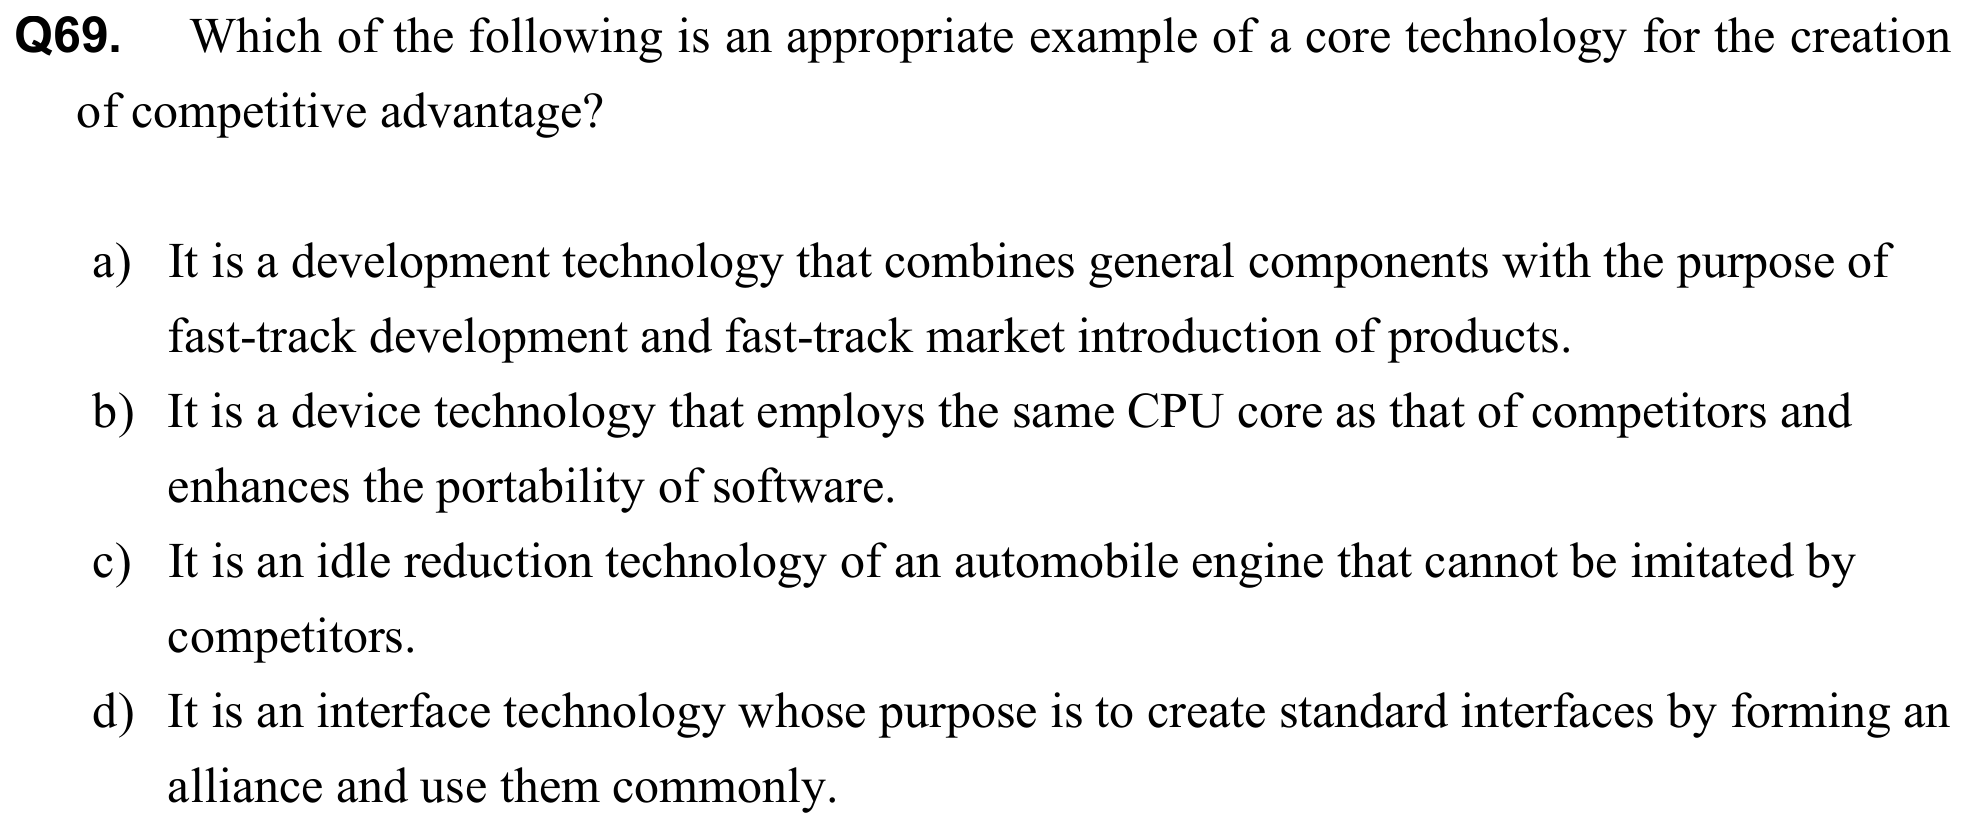 Q69. Which of the following is an appropriate example of a core technology for the creation
of competitive advantage?
a) It is a development technology that combines general components with the purpose of
fast-track development and fast-track market introduction of products.
b) It is a device technology that employs the same CPU core as that of competitors and
enhances the portability of software.
c) It is an idle reduction technology of an automobile engine that cannot be imitated by
competitors.
d) It is an interface technology whose purpose is to create standard interfaces by forming an
alliance and use them commonly.